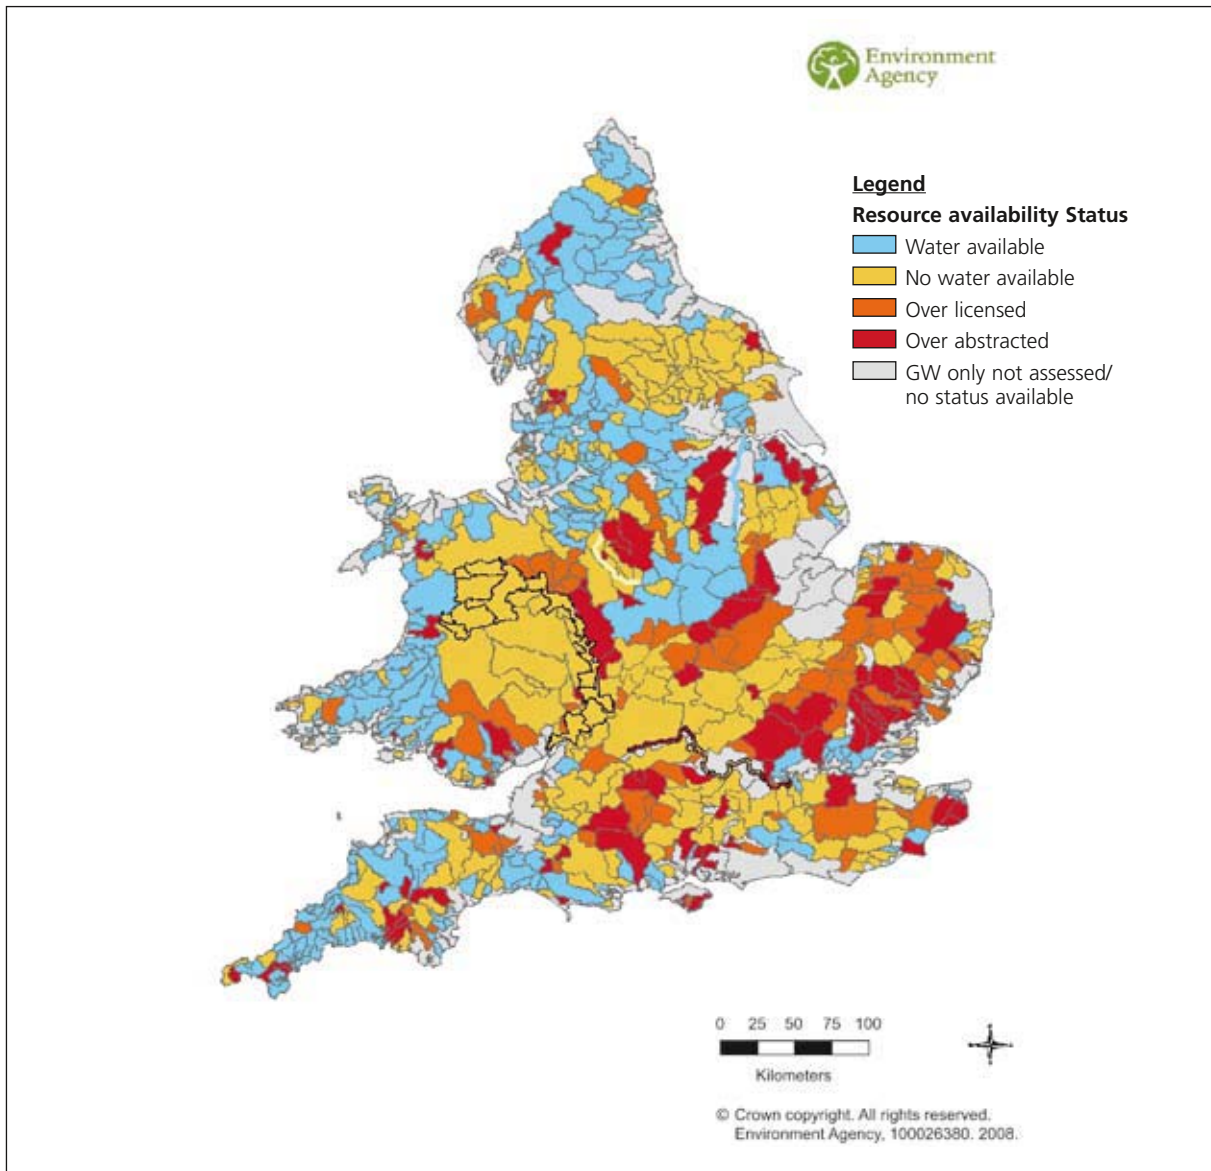 Environment
Agency
Legend
Resource availability Status
Water available
No water available
Over licensed
Over abstracted
GW only not assessed/
no status available
0 25 50 75 100
Kilometers
© Crown copyright. All rights reserved.
Environment Agency, 100026380. 2008.